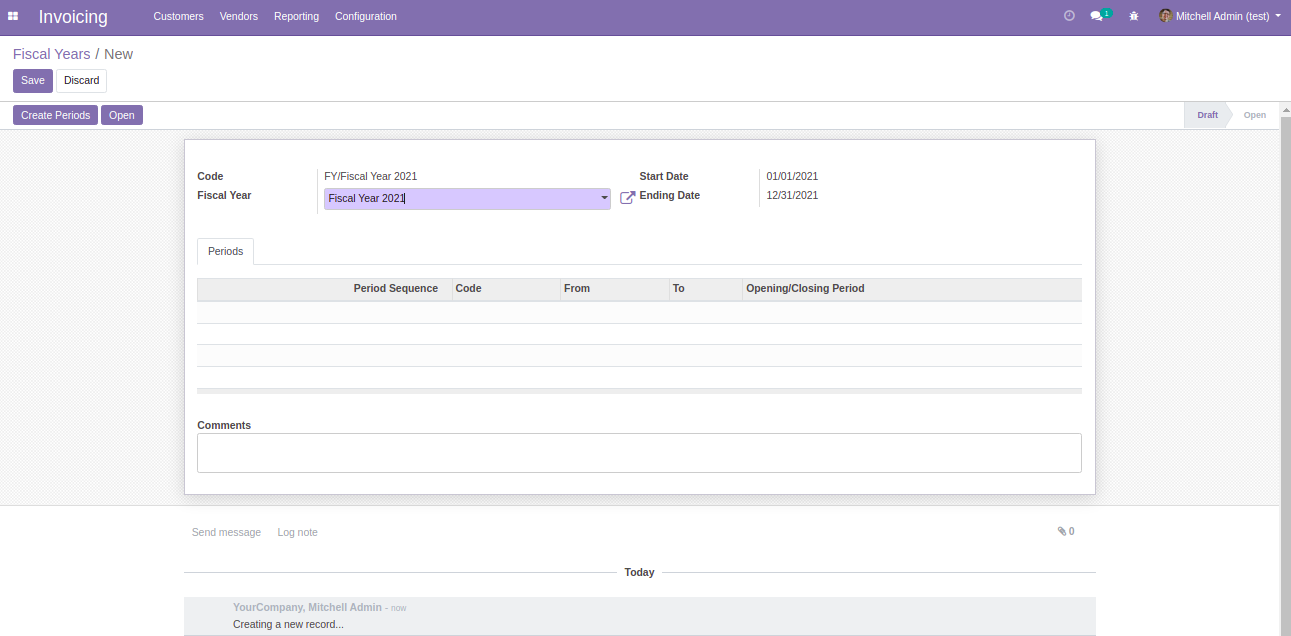 Invoicing Customers Vendors Reporting Configuration 1 Mitchell Admin (test)
Fiscal Years / New
Save Discard
Create Periods Open Draft Open
Code FY/Fiscal Year 2021 Start Date 01/01/2021
Fiscal Year Fiscal Year 2021 Ending Date 12/31/2021
Periods
Period Sequence Code From To Opening/Closing Period
Comments
Send message Log note 0
Today
YourCompany, Mitchell Admin - now
Creating a new record...